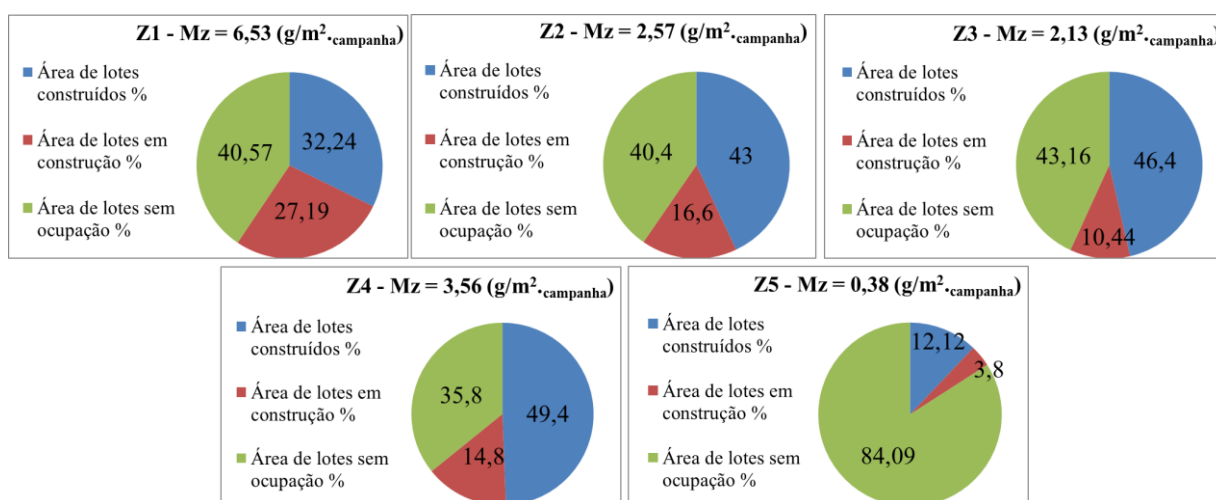 Z1 - Mz = 6,53 (g/m².campanha)
Área de lotes
construídos %
Área de lotes em
construção %
Área de lotes sem
ocupação %
40,57
32,24
27,19
Z2 - Mz = 2,57 (g/m².campanha)
Área de lotes
construídos %
Área de lotes em
construção %
Área de lotes sem
ocupação %
40,4
43
16,6
Z3 - Mz = 2,13 (g/m².campanha)
Área de lotes
construídos %
Área de lotes em
construção %
Área de lotes sem
ocupação %
43,16
46,4
10,44
Z4 - Mz = 3,56 (g/m².campanha)
Área de lotes
construídos %
Área de lotes em
construção %
Área de lotes sem
ocupação %
35,8
49,4
14,8
Z5 - Mz = 0,38 (g/m².campanha)
Área de lotes
construídos %
Área de lotes em
construção %
Área de lotes sem
ocupação %
12,12
3,8
84,09